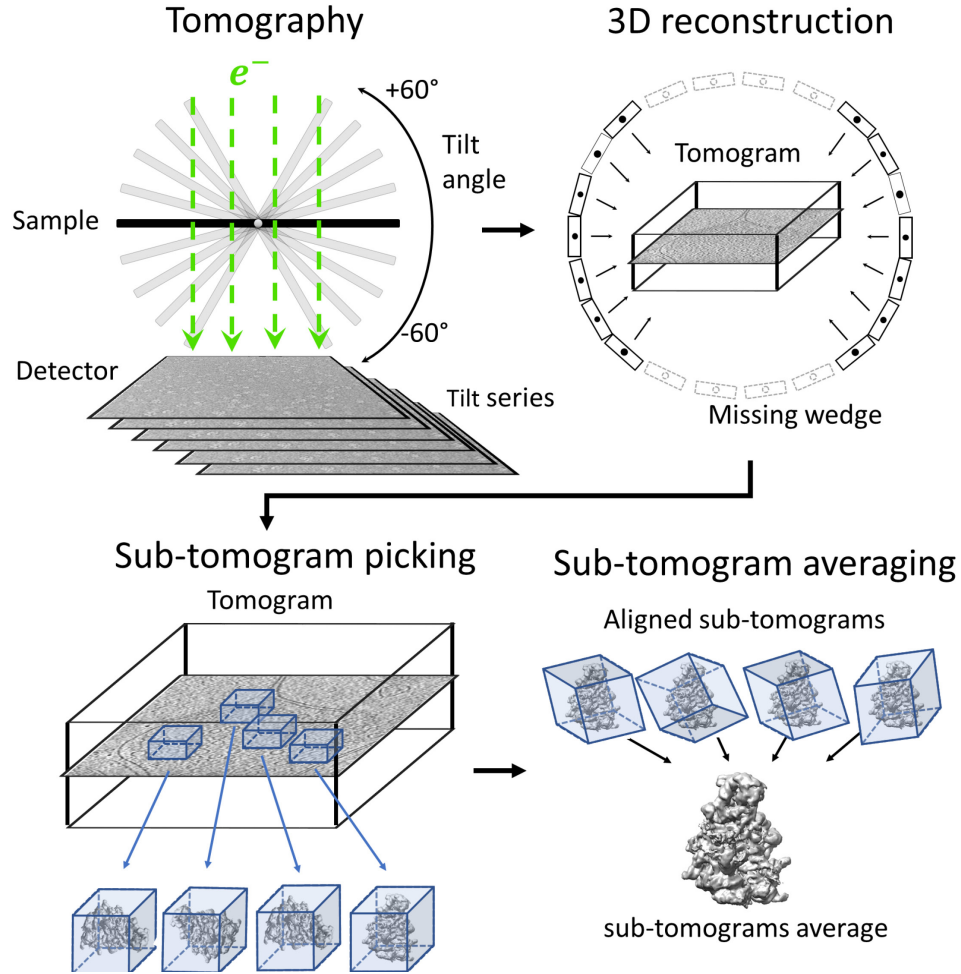 Tomography
e⁻
+60°
Tilt
angle
Sample
-60°
Detector
Tilt series
3D reconstruction
Tomogram
Missing wedge
Sub-tomogram picking
Tomogram
Sub-tomogram averaging
Aligned sub-tomograms
sub-tomograms average